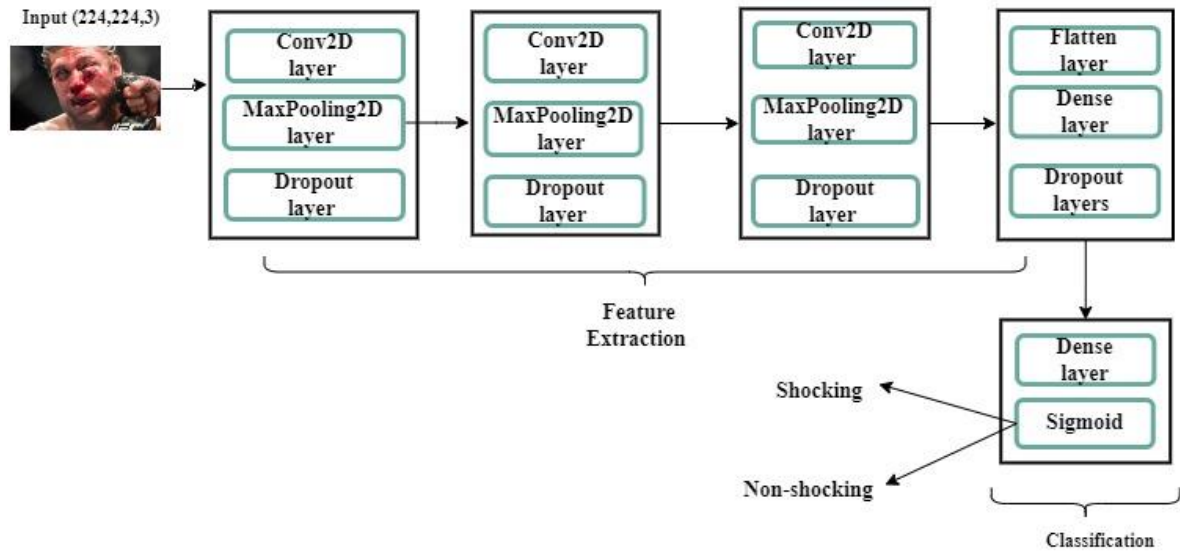 Input (224,224,3)
Conv2D
layer
MaxPooling2D
layer
Dropout
layer
Conv2D
layer
MaxPooling2D
layer
Dropout
layer
Conv2D
layer
MaxPooling2D
layer
Dropout
layer
Flatten
layer
Dense
layer
Dropout
layers
Feature
Extraction
Dense
layer
Sigmoid
Shocking
Non-shocking
Classification